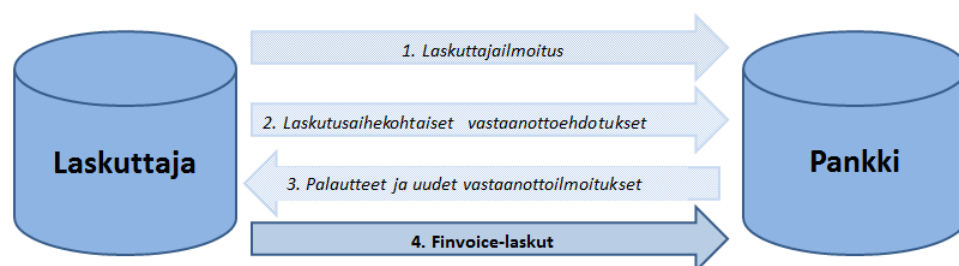 1. Laskuttajailmoitus
2. Laskutusaihekohtaiset vastaanottoehdotukset
Laskuttaja
Pankki
3. Palautteet ja uudet vastaanottoilmoitukset
4. Finvoice-laskut